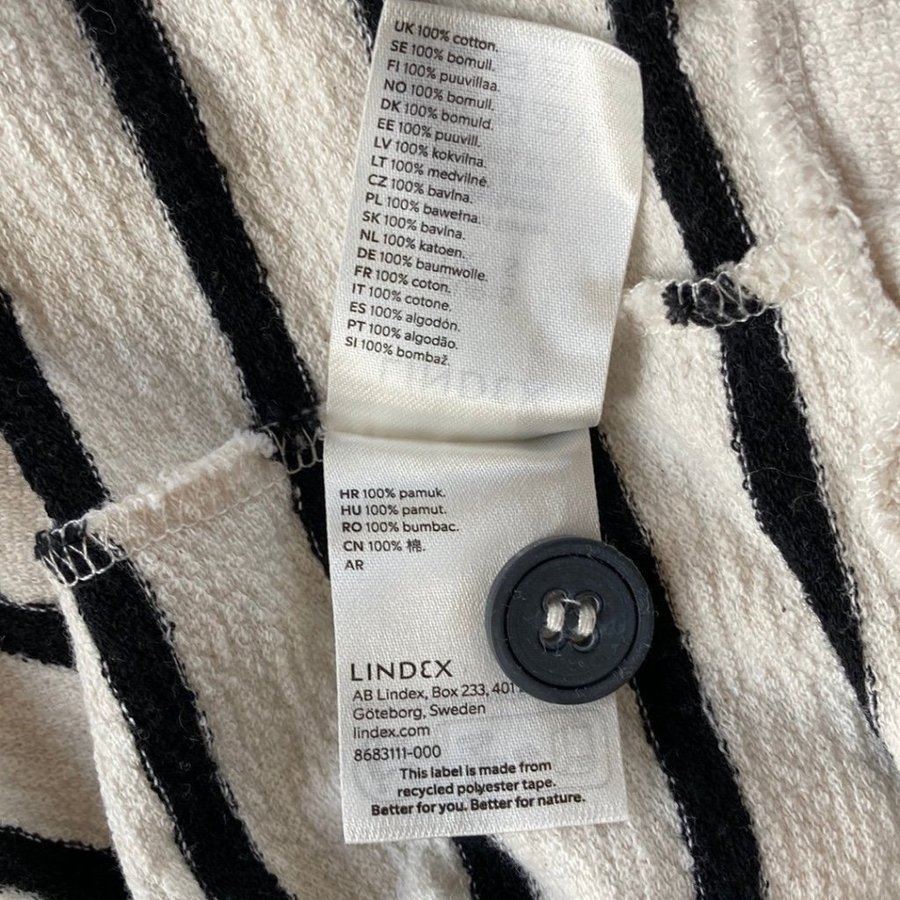 UK 100% cotton.
SE 100% bomull.
FI 100% puuvillaa.
NO 100% bomull.
DK 100% bomuld.
EE 100% puuvill.
LV 100% kokvilna.
LT 100% medvilnė.
CZ 100% bavlna.
PL 100% bawełna.
SK 100% bavlna.
NL 100% katoen.
DE 100% baumwolle.
FR 100% coton.
IT 100% cotone.
ES 100% algodón.
PT 100% algodão.
SI 100% bombaž.
HR 100% pamuk.
HU 100% pamut.
RO 100% bumbac.
CN 100% 棉.
AR
LINDEX
AB Lindex, Box 233,
Göteborg, Sweden
lindex.com
8683111-000
This label is made from
recycled polyester tape.
Better for you. Better for nature.